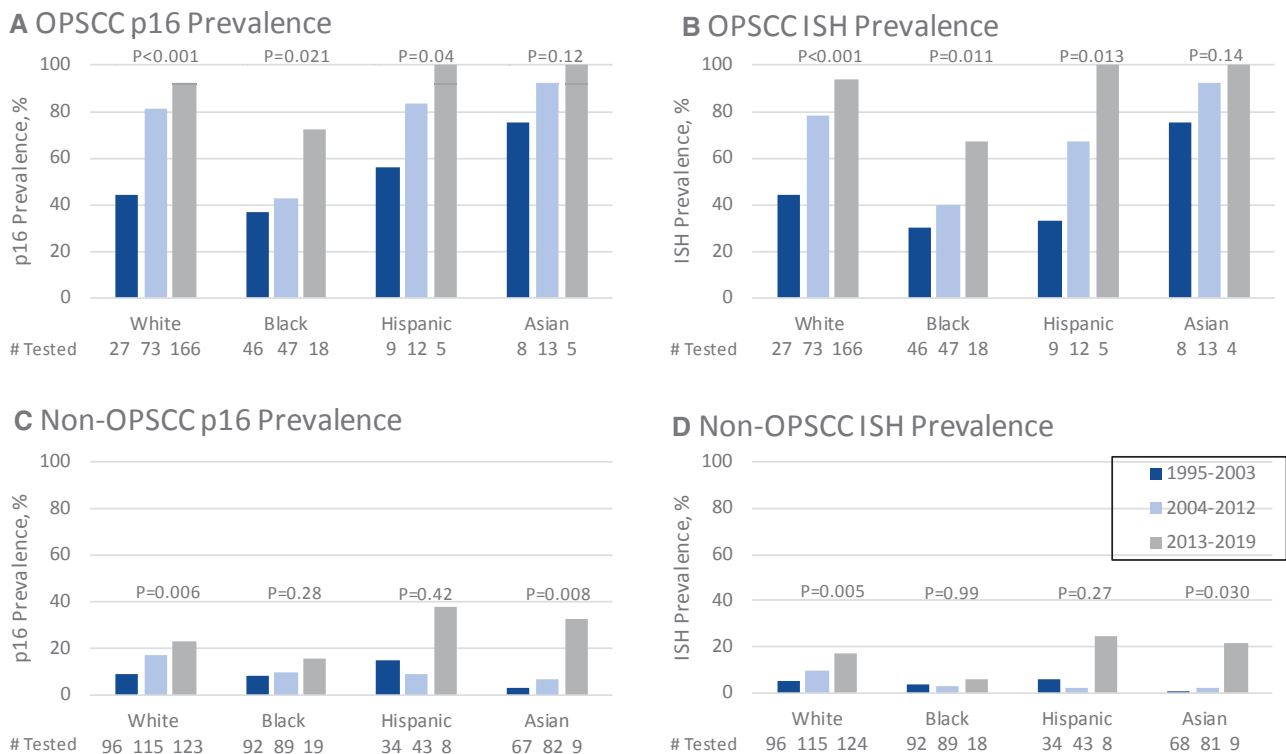 A OPSCC p16 Prevalence
P<0.001 P=0.021 P=0.04 P=0.12
p16 Prevalence, %
100
80
60
40
20
0
White Black Hispanic Asian
# Tested 27 73 166 46 47 18 9 12 5 8 13 5
B OPSCC ISH Prevalence
P<0.001 P=0.011 P=0.013 P=0.14
ISH Prevalence, %
100
80
60
40
20
0
White Black Hispanic Asian
# Tested 27 73 166 46 47 18 9 12 5 8 13 4
C Non-OPSCC p16 Prevalence
p16 Prevalence, %
100
80
60
40
20
0
P=0.006 P=0.28 P=0.42 P=0.008
White Black Hispanic Asian
# Tested 96 115 123 92 89 19 34 43 8 67 82 9
D Non-OPSCC ISH Prevalence
ISH Prevalence, %
100
80
60
40
20
0
1995-2003
2004-2012
2013-2019
P=0.005 P=0.99 P=0.27 P=0.030
White Black Hispanic Asian
# Tested 96 115 124 92 89 18 34 43 8 68 81 9